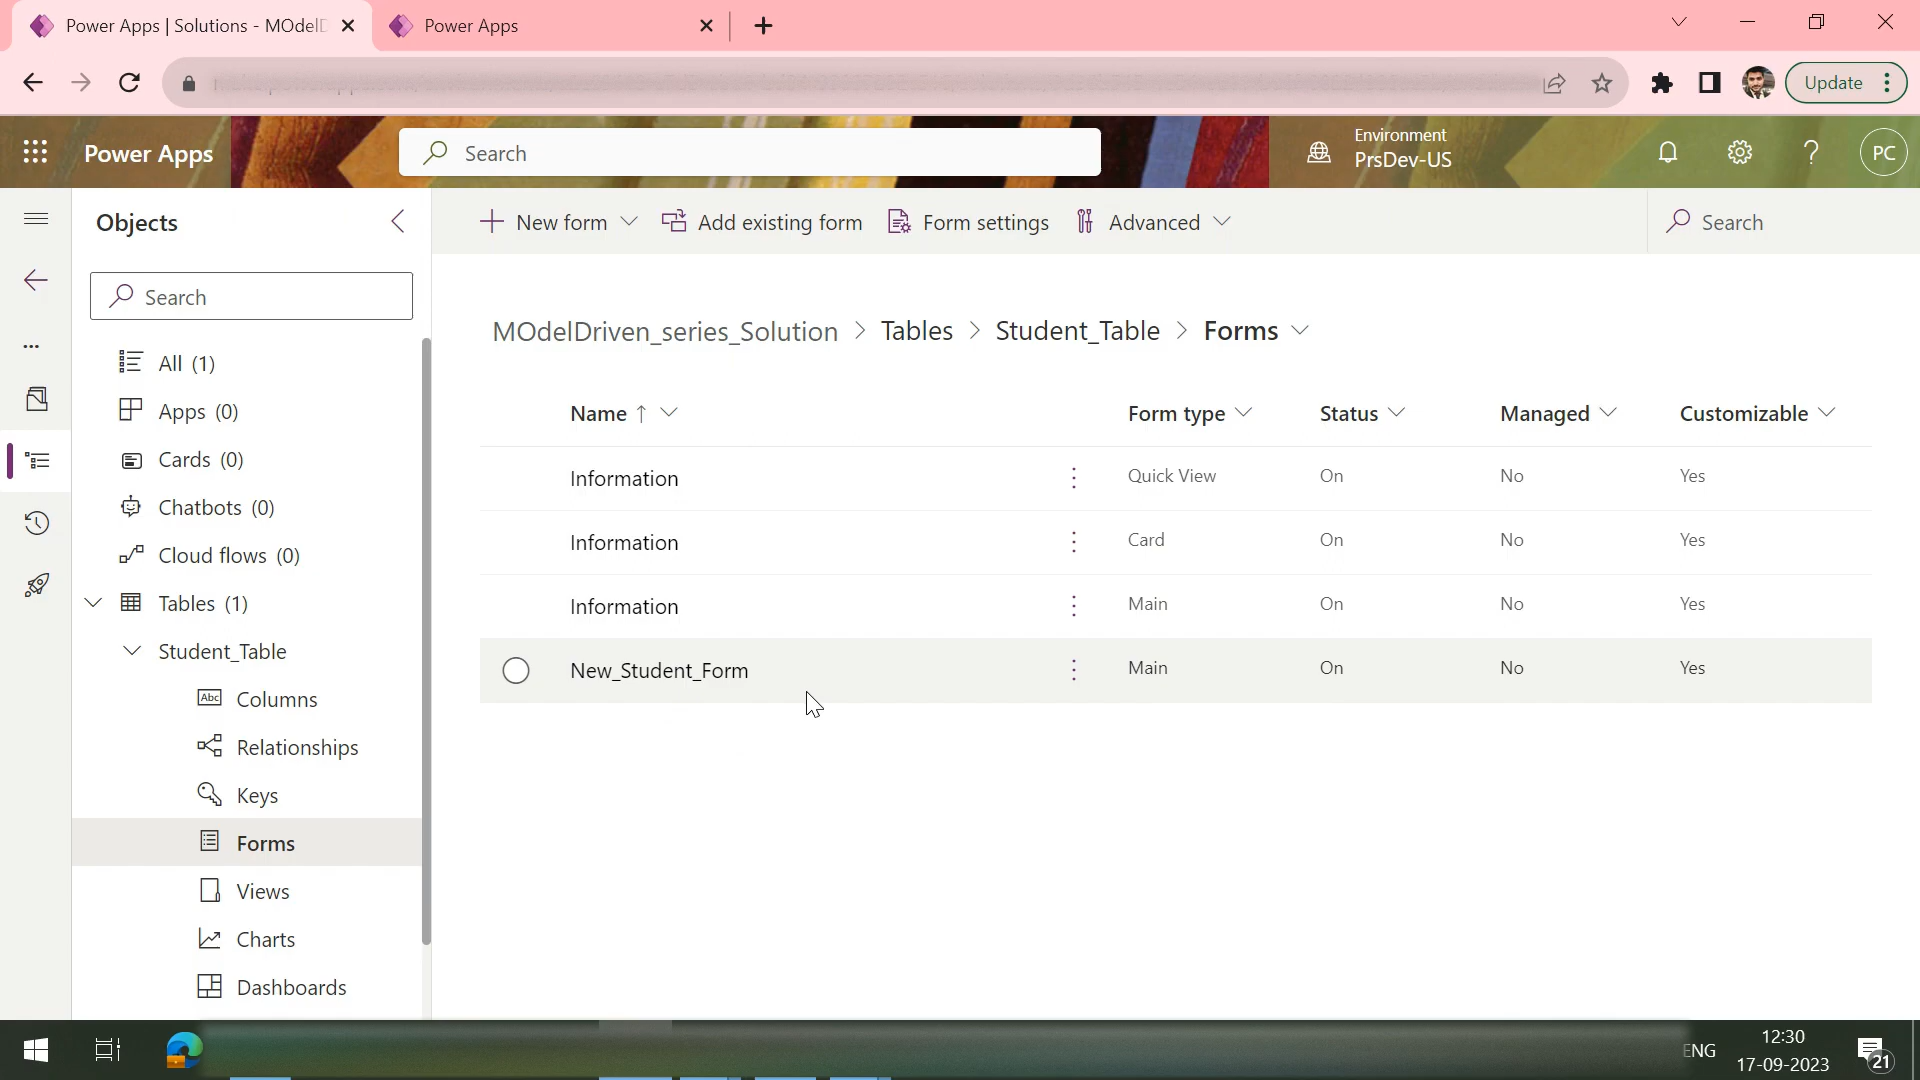 Power Apps | Solutions - MOdelD
Power Apps
Update
Power Apps
Search
Environment
PrsDev-US
?
PC
Objects
New form
Add existing form
Form settings
Advanced
Search
Search
MOdelDriven_series_Solution > Tables > Student_Table > Forms
All (1)
Apps (0)
Cards (0)
Chatbots (0)
Cloud flows (0)
Tables (1)
Student_Table
Abc Columns
Relationships
Keys
Forms
Views
Charts
Dashboards
Name ↑ Form type Status Managed Customizable
Information Quick View On No Yes
Information Card On No Yes
Information Main On No Yes
New_Student_Form Main On No Yes
ENG
12:30
17-09-2023
21